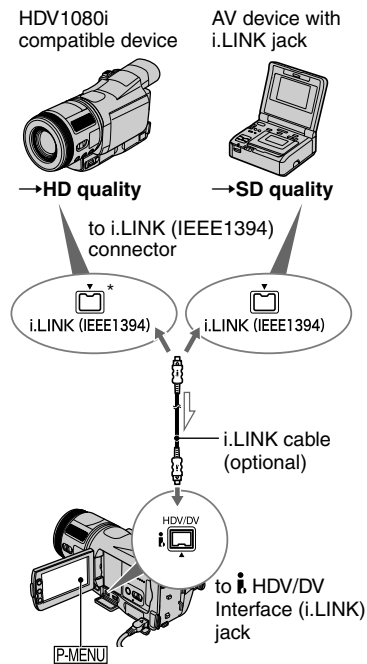 HDV1080i
compatible device
AV device with
i.LINK jack
→HD quality
→SD quality
to i.LINK (IEEE1394)
connector
*
i.LINK (IEEE1394)
i.LINK (IEEE1394)
i.LINK cable
(optional)
HDV/DV
i
to i HDV/DV
Interface (i.LINK)
jack
P-MENU